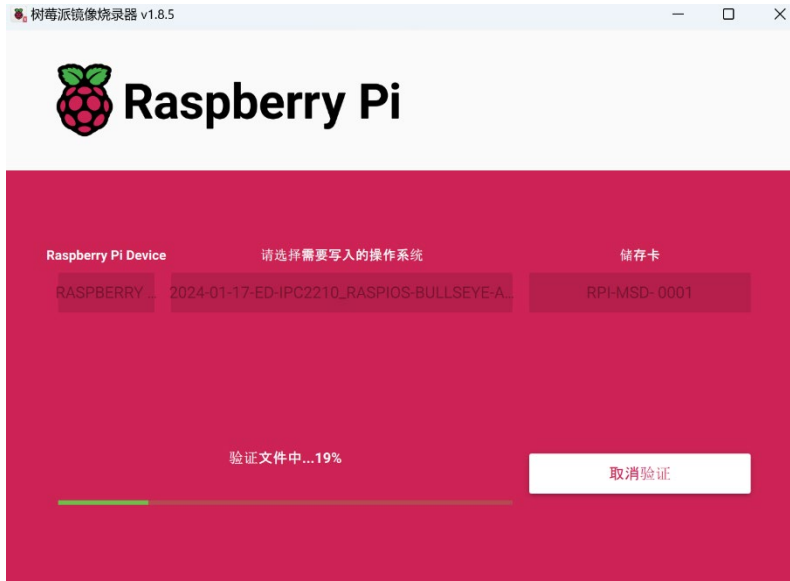 树莓派镜像烧录器 v1.8.5
Raspberry Pi
Raspberry Pi Device
请选择需要写入的操作系统
储存卡
RASPBERRY ...
2024-01-17-ED-IPC2210_RASPIOS-BULLSEYE-A...
RPI-MSD- 0001
验证文件中...19%
取消验证